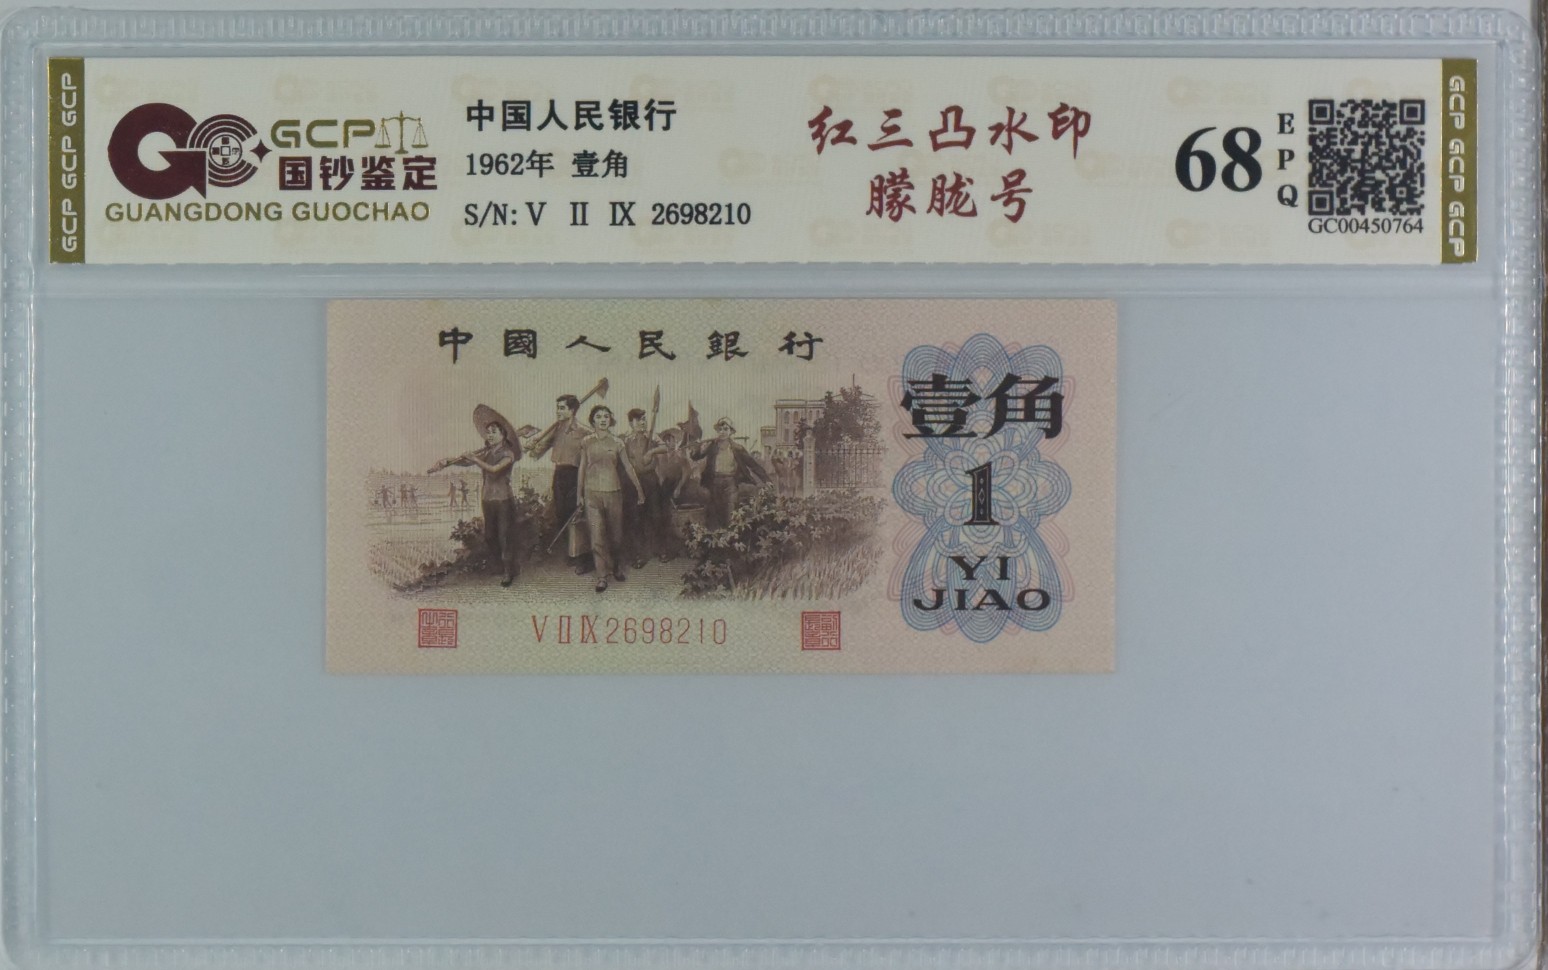 GCP GCP GCP
GCP
国钞鉴定
GUANGDONG GUOCHAO
中国人民银行
1962年 壹角
S/N: V Ⅱ Ⅸ 2698210
红三凸水印
朦胧号
68
EPQ
GC00450764
GCP GCP GCP
中國人民銀行
壹角
1
YI
JIAO
V Ⅱ Ⅸ 2698210